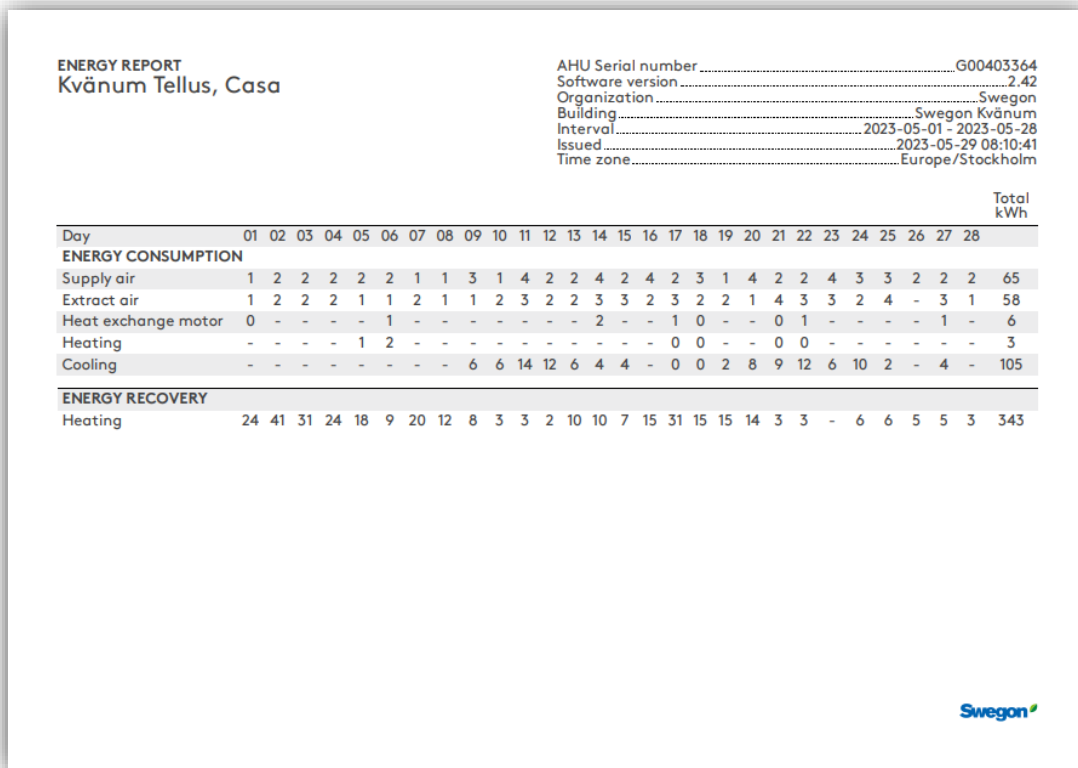 ENERGY REPORT
Kvänum Tellus, Casa
AHU Serial number G00403364
Software version 2.42
Organization Swegon
Building Swegon Kvänum
Interval 2023-05-01 - 2023-05-28
Issued 2023-05-29 08:10:41
Time zone Europe/Stockholm
Total
kWh
Day 01 02 03 04 05 06 07 08 09 10 11 12 13 14 15 16 17 18 19 20 21 22 23 24 25 26 27 28
ENERGY CONSUMPTION
Supply air 1 2 2 2 2 2 1 1 3 1 4 2 2 4 2 4 2 3 1 4 2 2 4 3 3 2 2 2 65
Extract air 1 2 2 2 1 1 2 1 1 2 3 2 2 3 3 2 3 2 2 1 4 3 3 2 4 - 3 1 58
Heat exchange motor 0 - - - - 1 - - - - - - - 2 - - 1 0 - - 0 1 - - - - 1 - 6
Heating - - - - 1 2 - - - - - - - - - - 0 0 - - 0 0 - - - - - - 3
Cooling - - - - - - - - 6 6 14 12 6 4 4 - 0 0 2 8 9 12 6 10 2 - 4 - 105
ENERGY RECOVERY
Heating 24 41 31 24 18 9 20 12 8 3 3 2 10 10 7 15 31 15 15 14 3 3 - 6 6 5 5 3 343
Swegon